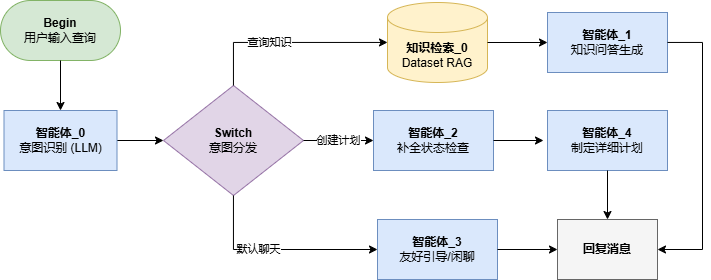 Begin
用户输入查询
智能体_0
意图识别 (LLM)
Switch
意图分发
查询知识
知识检索_0
Dataset RAG
智能体_1
知识问答生成
创建计划
智能体_2
补全状态检查
智能体_4
制定详细计划
默认聊天
智能体_3
友好引导/闲聊
回复消息